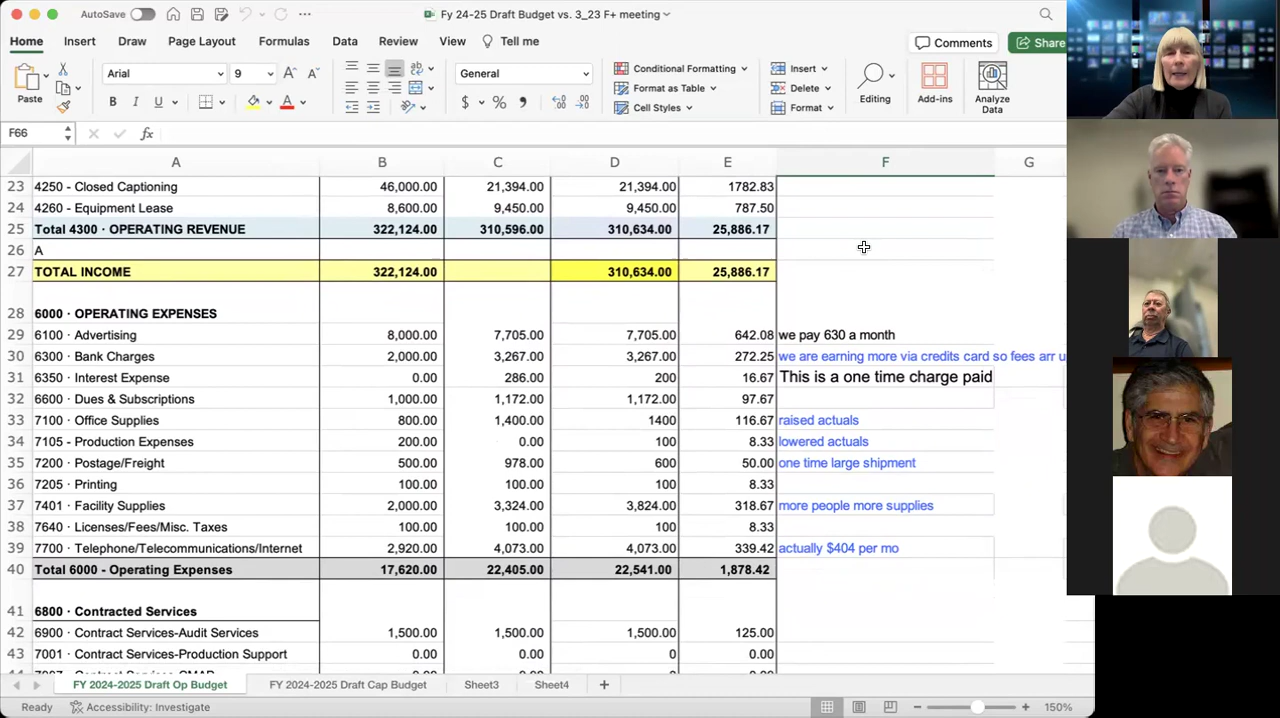 AutoSave
Fy 24-25 Draft Budget vs. 3_23 F+ meeting
Home Insert Draw Page Layout Formulas Data Review View Tell me Comments Share
Paste
Arial 9
B I U
General
$ % 9
Conditional Formatting
Format as Table
Cell Styles
Insert
Delete
Format
Editing
Add-ins
Analyze Data
F66 fx
A B C D E F G
23 4250 - Closed Captioning 46,000.00 21,394.00 21,394.00 1782.83
24 4260 - Equipment Lease 8,600.00 9,450.00 9,450.00 787.50
25 Total 4300 · OPERATING REVENUE 322,124.00 310,596.00 310,634.00 25,886.17
26 A
27 TOTAL INCOME 322,124.00 310,634.00 25,886.17
28 6000 · OPERATING EXPENSES
29 6100 · Advertising 8,000.00 7,705.00 7,705.00 642.08 we pay 630 a month
30 6300 · Bank Charges 2,000.00 3,267.00 3,267.00 272.25 we are earning more via credits card so fees arr u
31 6350 · Interest Expense 0.00 286.00 200 16.67 This is a one time charge paid
32 6600 · Dues & Subscriptions 1,000.00 1,172.00 1,172.00 97.67
33 7100 · Office Supplies 800.00 1,400.00 1400 116.67 raised actuals
34 7105 - Production Expenses 200.00 0.00 100 8.33 lowered actuals
35 7200 · Postage/Freight 500.00 978.00 600 50.00 one time large shipment
36 7205 · Printing 100.00 100.00 100 8.33
37 7401 · Facility Supplies 2,000.00 3,324.00 3,824.00 318.67 more people more supplies
38 7640 · Licenses/Fees/Misc. Taxes 100.00 100.00 100 8.33
39 7700 · Telephone/Telecommunications/Internet 2,920.00 4,073.00 4,073.00 339.42 actually $404 per mo
40 Total 6000 - Operating Expenses 17,620.00 22,405.00 22,541.00 1,878.42
41 6800 · Contracted Services
42 6900 · Contract Services-Audit Services 1,500.00 1,500.00 1,500.00 125.00
43 7001 · Contract Services-Production Support 0.00 0.00 0 0.00
FY 2024-2025 Draft Op Budget FY 2024-2025 Draft Cap Budget Sheet3 Sheet4
Ready Accessibility: Investigate 150%